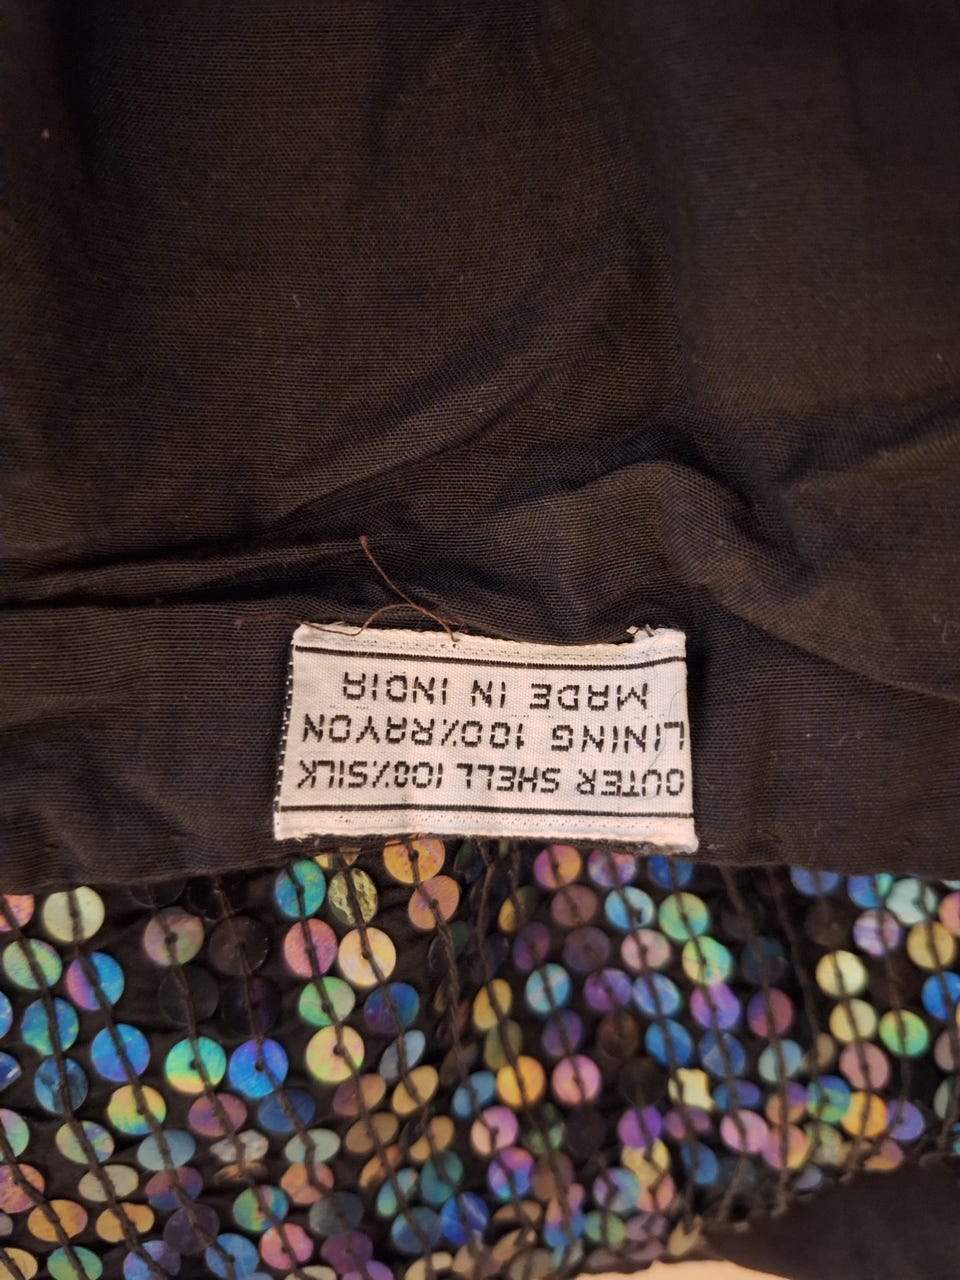 OUTER SHELL 100%SILK
LINING 100%RAYON
MADE IN INDIA